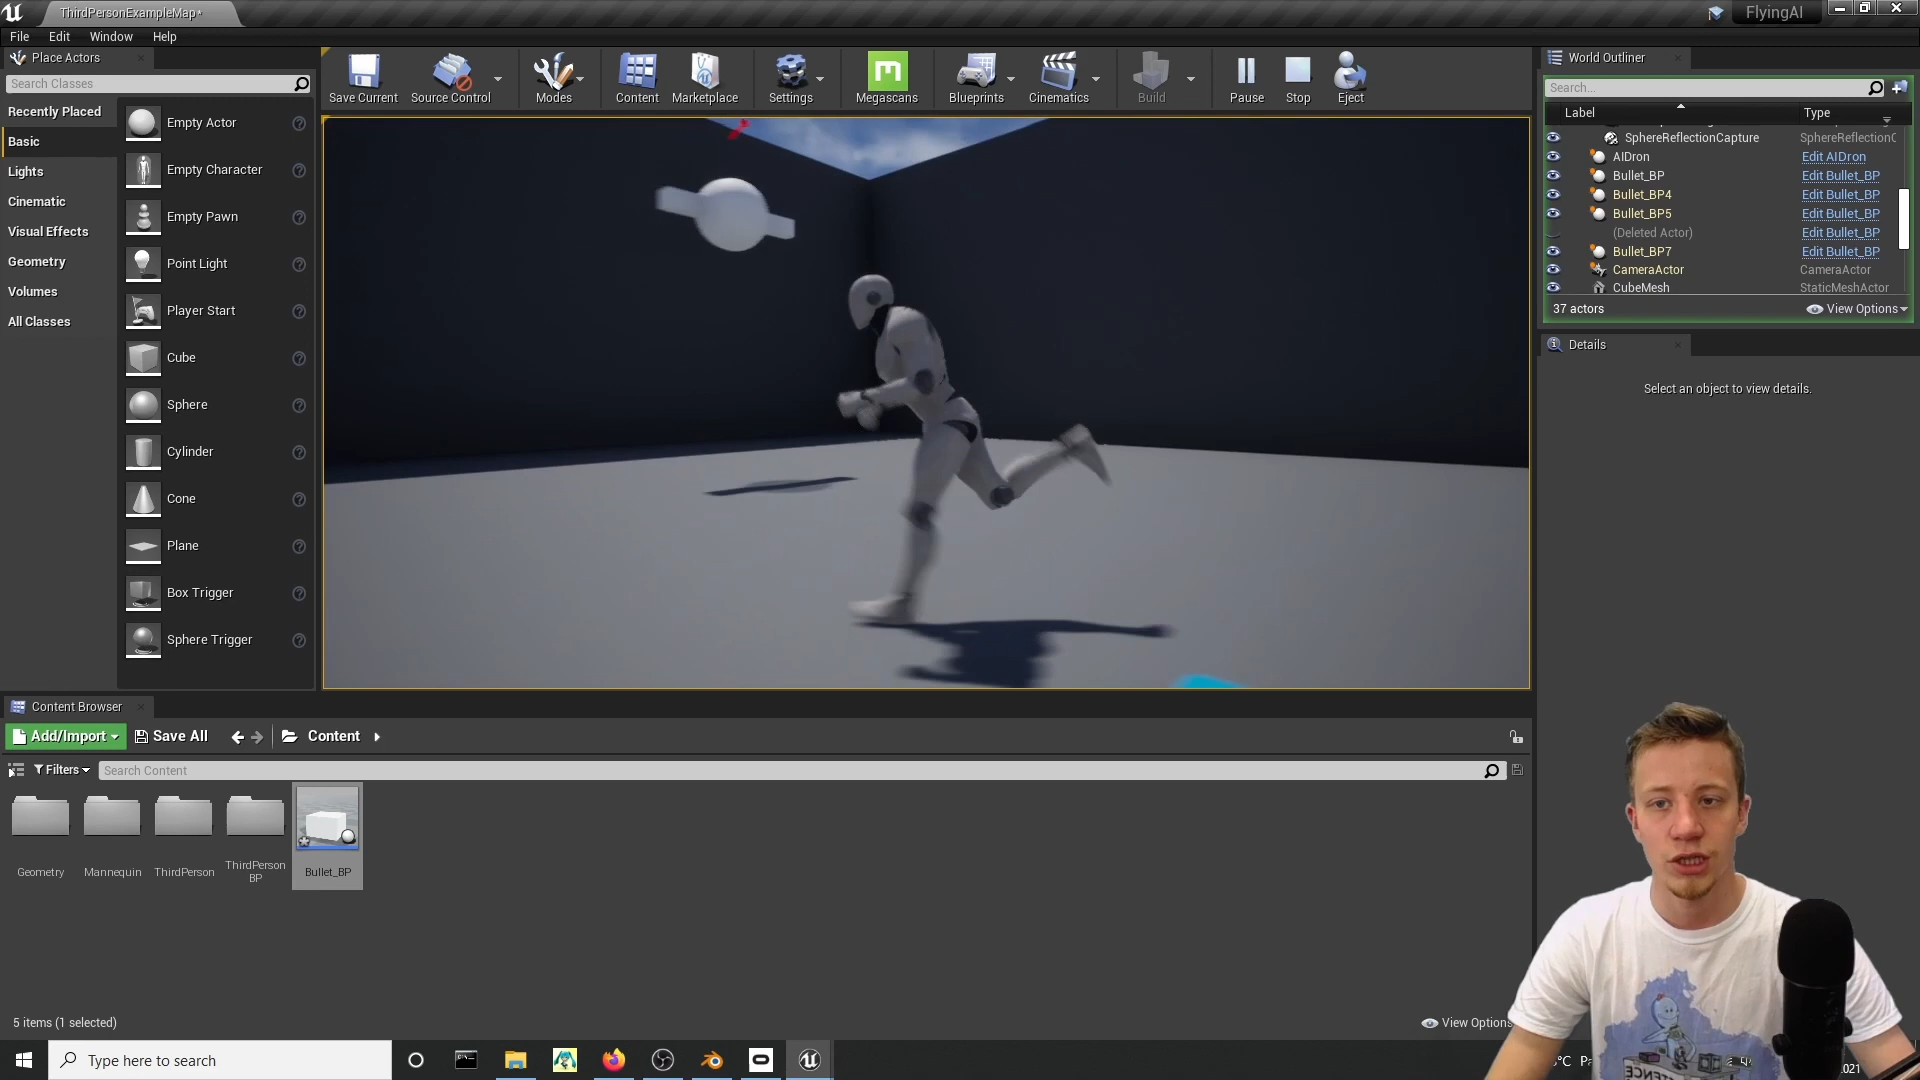 ThirdPersonExampleMap*
FlyingAI
File Edit Window Help
Place Actors
Search Classes
Recently Placed
Basic
Lights
Cinematic
Visual Effects
Geometry
Volumes
All Classes
Empty Actor
Empty Character
Empty Pawn
Point Light
Player Start
Cube
Sphere
Cylinder
Cone
Plane
Box Trigger
Sphere Trigger
Save Current Source Control Modes Content Marketplace Settings Megascans Blueprints Cinematics Build Pause Stop Eject
World Outliner
Search...
Label Type
SphereReflectionCapture SphereReflectionC
AIDron Edit AIDron
Bullet_BP Edit Bullet_BP
Bullet_BP4 Edit Bullet_BP
Bullet_BP5 Edit Bullet_BP
(Deleted Actor) Edit Bullet_BP
Bullet_BP7 Edit Bullet_BP
CameraActor CameraActor
CubeMesh StaticMeshActor
37 actors View Options
Details
Select an object to view details.
Content Browser
Add/Import Save All Content
Filters Search Content
Geometry
Mannequin
ThirdPerson
ThirdPerson
BP
Bullet_BP
5 items (1 selected) View Options
Type here to search
°C